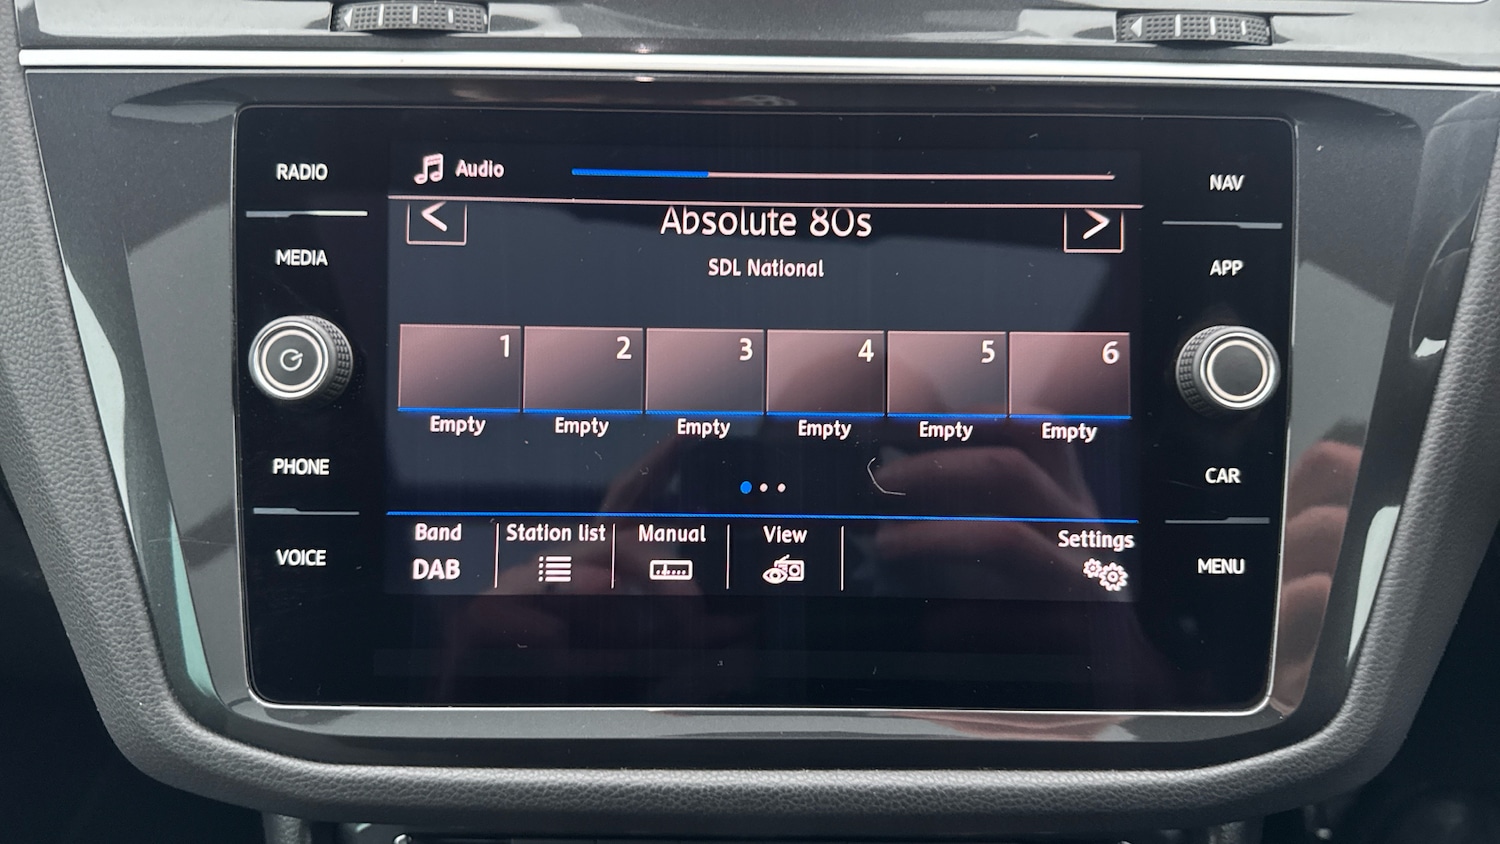 RADIO
MEDIA
PHONE
VOICE
Audio
Absolute 80s
SDL National
1 2 3 4 5 6
Empty Empty Empty Empty Empty Empty
Band Station list Manual View Settings
DAB
NAV
APP
CAR
MENU